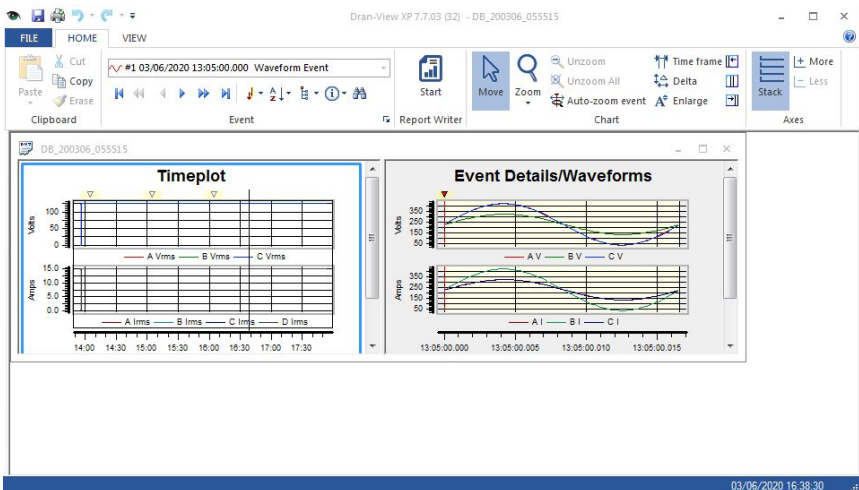 Dran-View XP 7.7.03 (32) - DB_200306_055515
FILE HOME VIEW
Paste
Cut
Copy
Erase
Clipboard
#1 03/06/2020 13:05:00.000 Waveform Event
Event
Start
Report Writer
Move
Zoom
Unzoom
Unzoom All
Auto-zoom event
Time frame
Delta
Enlarge
Chart
Stack
+ More
− Less
Axes
DB_200306_055515
Timeplot
Volts
100
50
0
A Vrms B Vrms C Vrms
Amps
15.0
10.0
5.0
0.0
A Irms B Irms C Irms D Irms
14:00 14:30 15:00 15:30 16:00 16:30 17:00 17:30
Event Details/Waveforms
Volts
350
250
150
50
A V B V C V
Amps
350
250
150
50
A I B I C I
13:05:00.000 13:05:00.005 13:05:00.010 13:05:00.015
03/06/2020 16:38:30